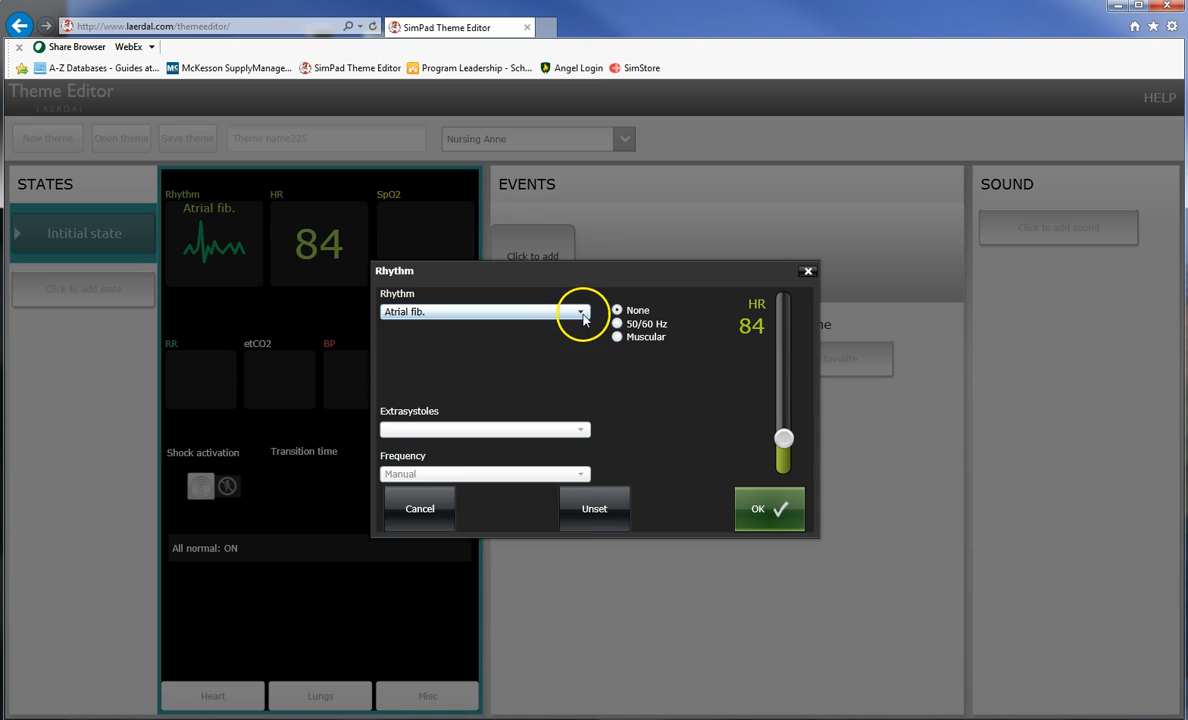 http://www.laerdal.com/themeeditor/
SimPad Theme Editor
Share Browser WebEx
A-Z Databases - Guides at...
McKesson SupplyManage...
SimPad Theme Editor
Program Leadership - Sch...
Angel Login
SimStore
Theme Editor
LAERDAL
HELP
New theme
Open theme
Save theme
Theme name225
Nursing Anne
STATES
Intitial state
Click to add state
Rhythm
Atrial fib.
HR
84
SpO2
RR
etCO2
BP
Shock activation
Transition time
All normal: ON
Heart
Lungs
Misc
EVENTS
Click to add
favorite
SOUND
Click to add sound
Rhythm
Rhythm
Atrial fib.
None
50/60 Hz
Muscular
HR
84
Extrasystoles
Frequency
Manual
Cancel
Unset
OK